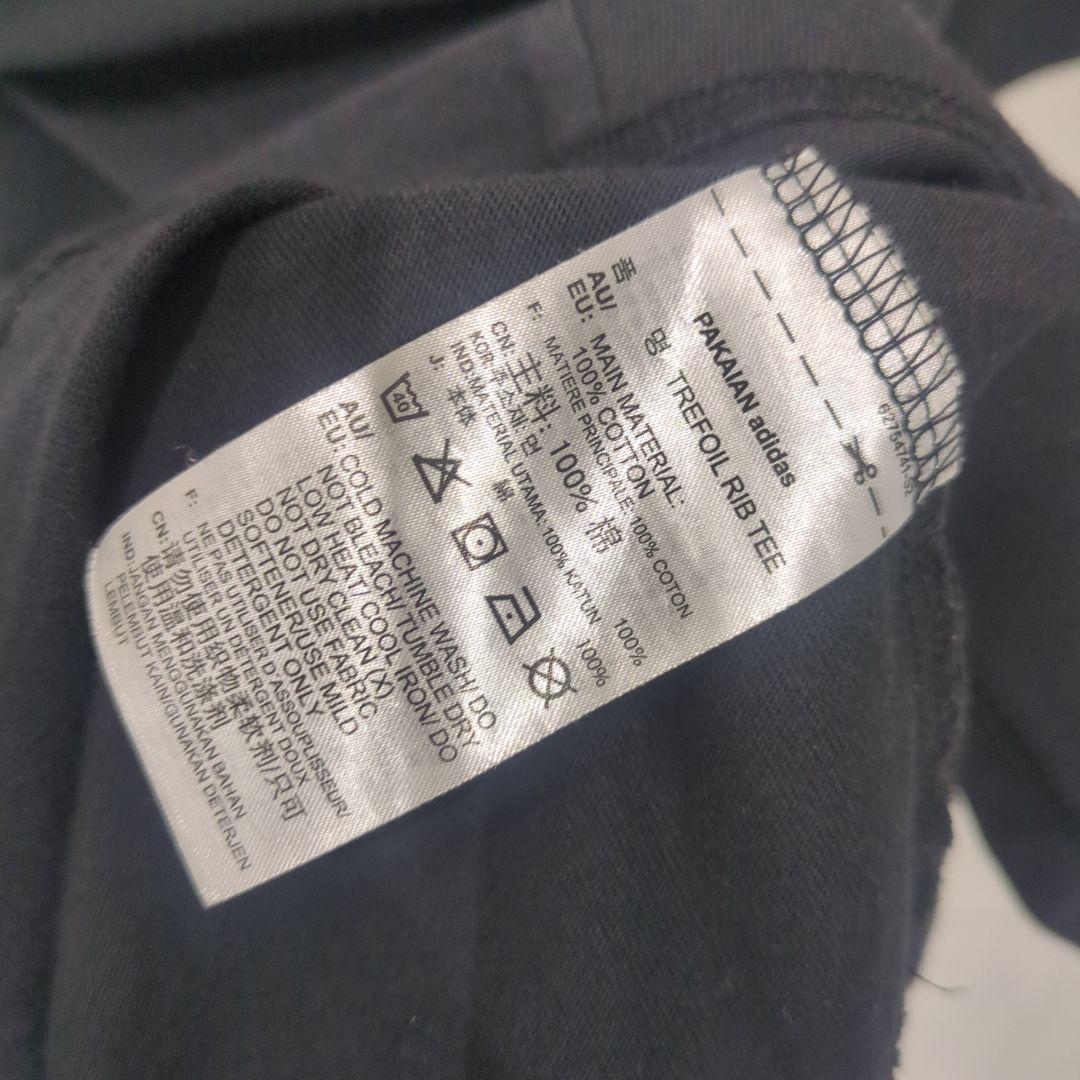 62754741-SZ
PAKAIAN adidas
품 명 TREFOIL RIB TEE
AU/
EU: MAIN MATERIAL:
100% COTTON
F: MATIERE PRINCIPALE: 100% COTON
CN: 主料: 100% 棉
100%
IND:MATERIAL UTAMA:100% KATUN
J: 本体 綿 100%
40
AU/
EU: COLD MACHINE WASH/ DO
NOT BLEACH/TUMBLE DRY
LOW HEAT/ COOL IRON/DO
NOT DRY CLEAN (X)
DO NOT USE FABRIC
SOFTENER/USE MILD
DETERGENT ONLY
F: NE PAS UTILISER D'ASSOUPLISSEUR/
UTILISER UN DETERGENT DOUX
CN:请勿使用织物柔软剂/只可
使用温和洗涤剂
IND:JANGAN MENGGUNAKAN BAHAN
PELEMBUT KAIN/GUNAKAN DETERJEN
LEMBUT